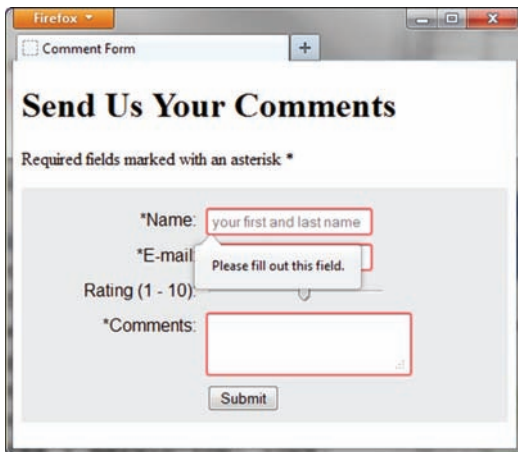 Firefox
Comment Form
Send Us Your Comments
Required fields marked with an asterisk *
*Name: your first and last name
*E-mail:
Please fill out this field.
Rating (1 - 10):
*Comments:
Submit